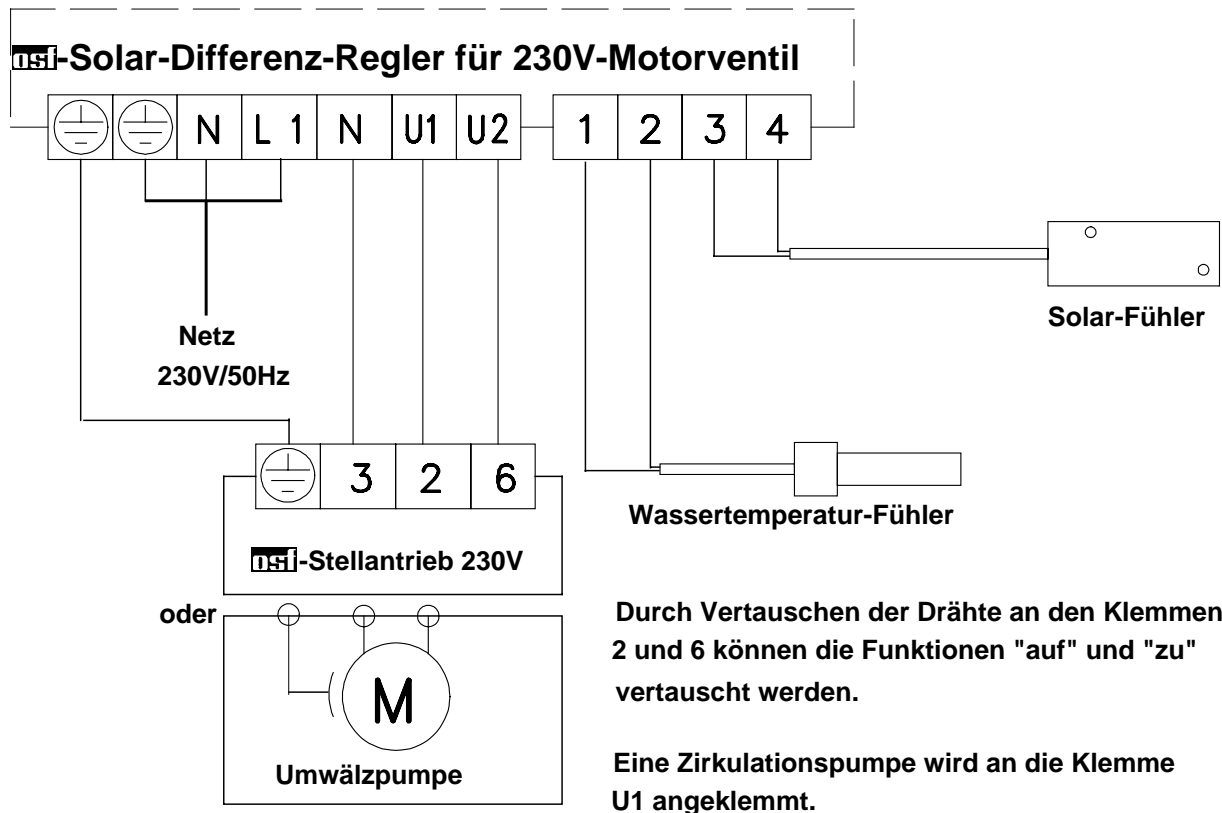 osf-Solar-Differenz-Regler für 230V-Motorventil
N L 1 N U1 U2 1 2 3 4
Solar-Fühler
Netz
230V/50Hz
3 2 6
Wassertemperatur-Fühler
osf-Stellantrieb 230V
oder
M
Umwälzpumpe
Durch Vertauschen der Drähte an den Klemmen
2 und 6 können die Funktionen "auf" und "zu"
vertauscht werden.
Eine Zirkulationspumpe wird an die Klemme
U1 angeklemmt.